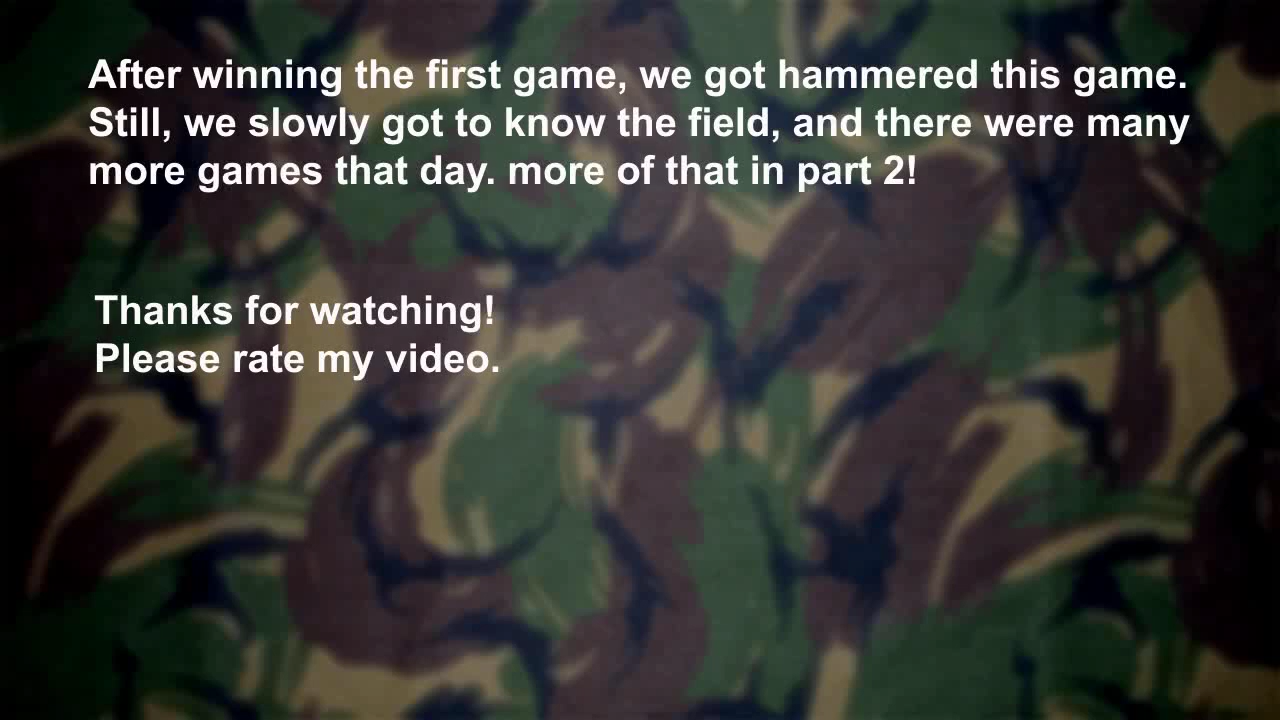 After winning the first game, we got hammered this game.
Still, we slowly got to know the field, and there were many
more games that day. more of that in part 2!
Thanks for watching!
Please rate my video.